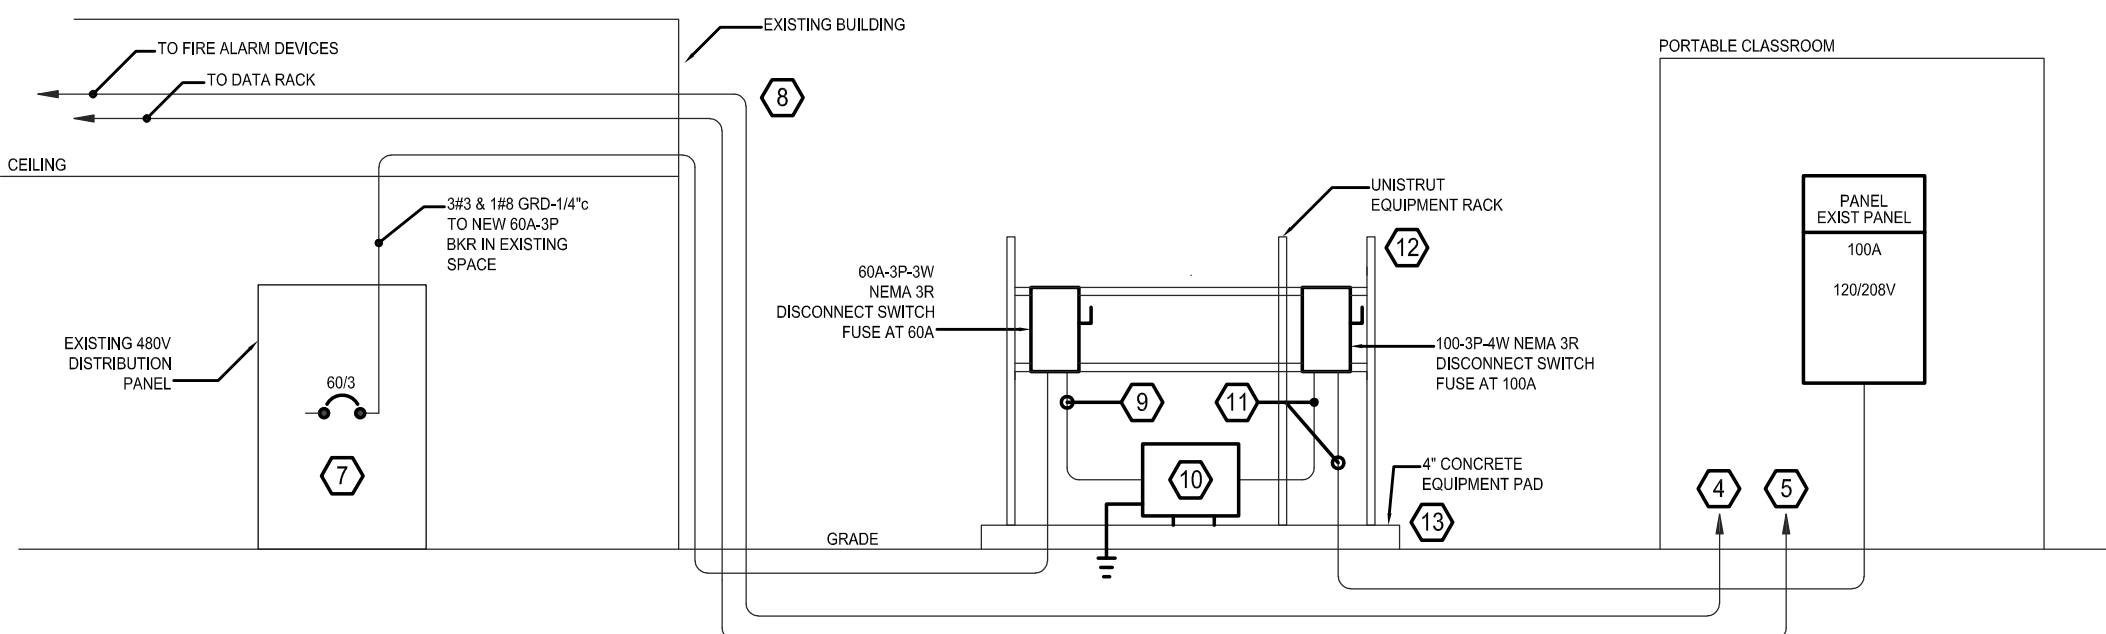 EXISTING BUILDING
TO FIRE ALARM DEVICES
TO DATA RACK
8
CEILING
3#3 & 1#8 GRD-1/4"c
TO NEW 60A-3P
BKR IN EXISTING
SPACE
EXISTING 480V
DISTRIBUTION
PANEL
60/3
7
GRADE
60A-3P-3W
NEMA 3R
DISCONNECT SWITCH
FUSE AT 60A
UNISTRUT
EQUIPMENT RACK
12
9
11
10
100-3P-4W NEMA 3R
DISCONNECT SWITCH
FUSE AT 100A
4" CONCRETE
EQUIPMENT PAD
13
PORTABLE CLASSROOM
PANEL
EXIST PANEL
100A
120/208V
4
5